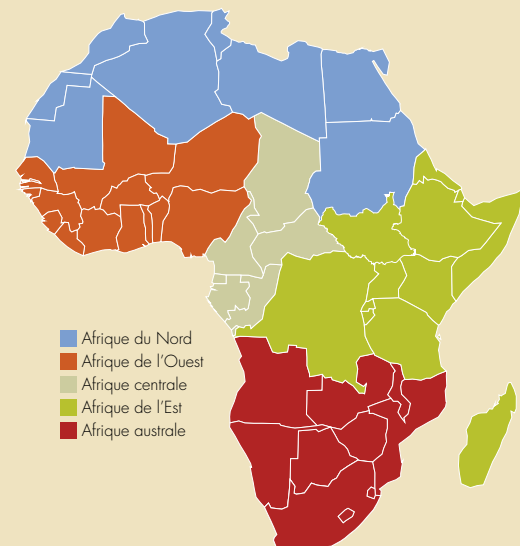 Afrique du Nord
Afrique de l'Ouest
Afrique centrale
Afrique de l'Est
Afrique australe